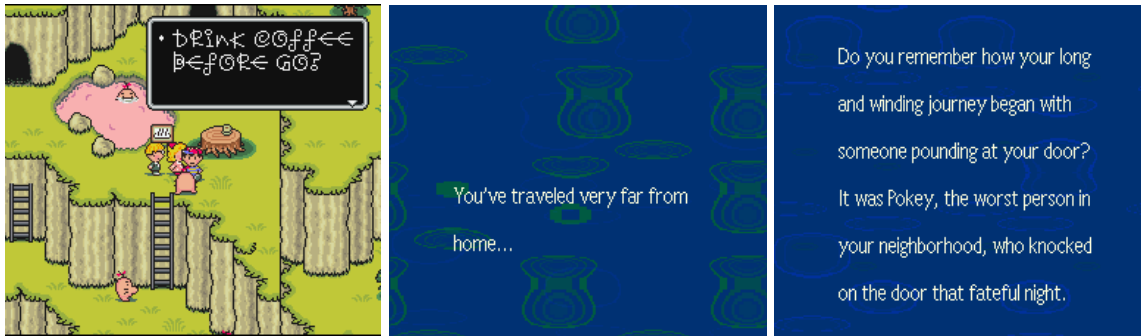 • DRINK COFFEE
BEFORE GO?
You've traveled very far from
home...
Do you remember how your long
and winding journey began with
someone pounding at your door?
It was Pokey, the worst person in
your neighborhood, who knocked
on the door that fateful night.